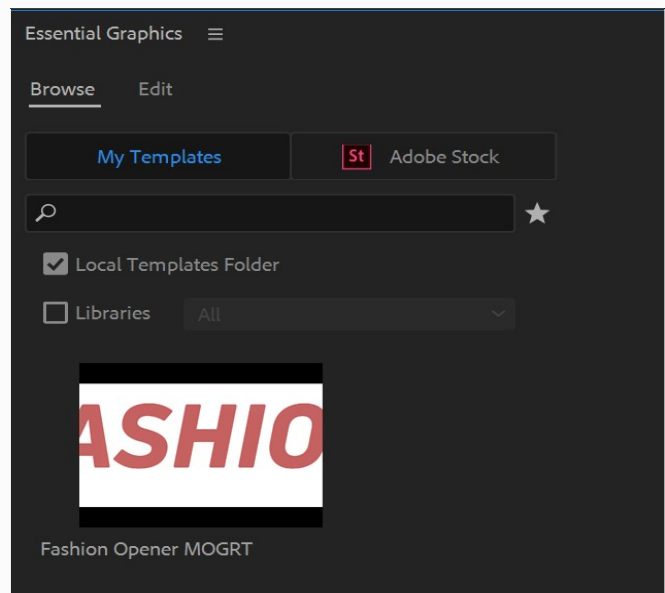 Essential Graphics
Browse Edit
My Templates St Adobe Stock
Local Templates Folder
Libraries All
ASHIO
Fashion Opener MOGRT